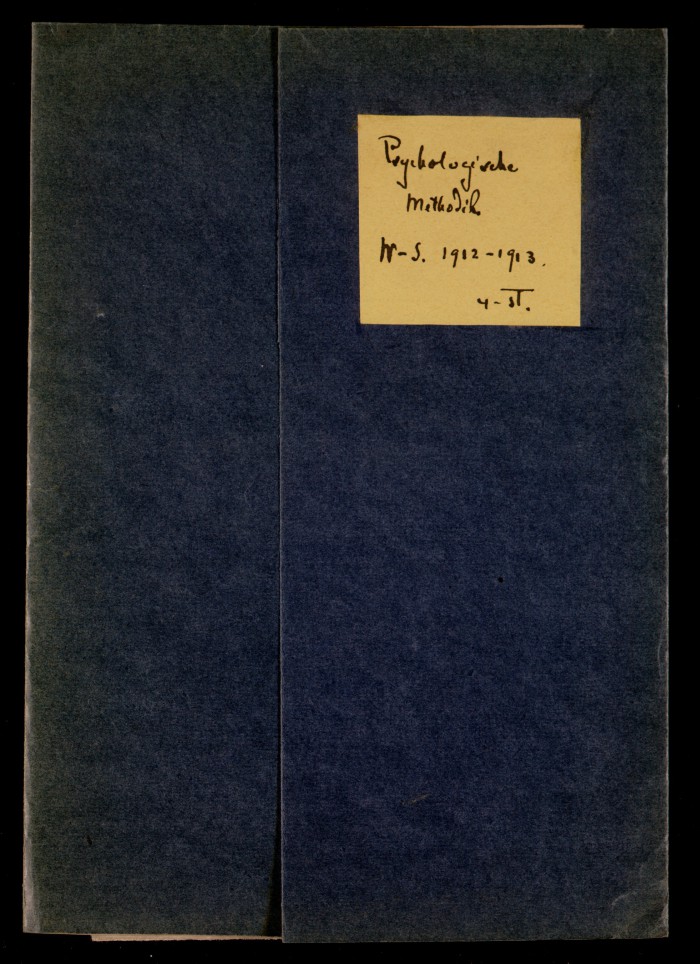 Psychologische
Methodik
W-S. 1912-1913.
4-st.